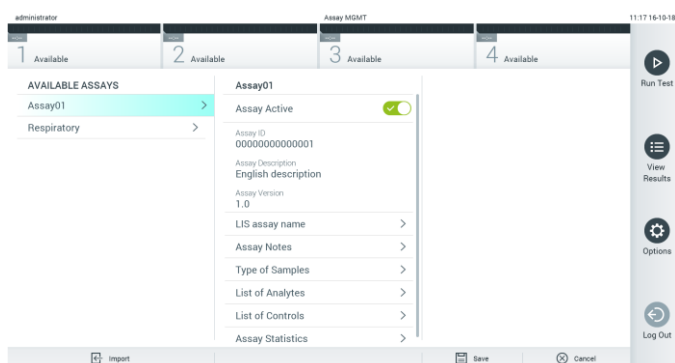 administrator
Assay MGMT
11:17 16-10-18
1 Available
2 Available
3 Available
4 Available
AVAILABLE ASSAYS
Assay01
Respiratory
Assay01
Assay Active
Assay ID
00000000000001
Assay Description
English description
Assay Version
1.0
LIS assay name
Assay Notes
Type of Samples
List of Analytes
List of Controls
Assay Statistics
Run Test
View
Results
Options
Log Out
Import
Save
Cancel